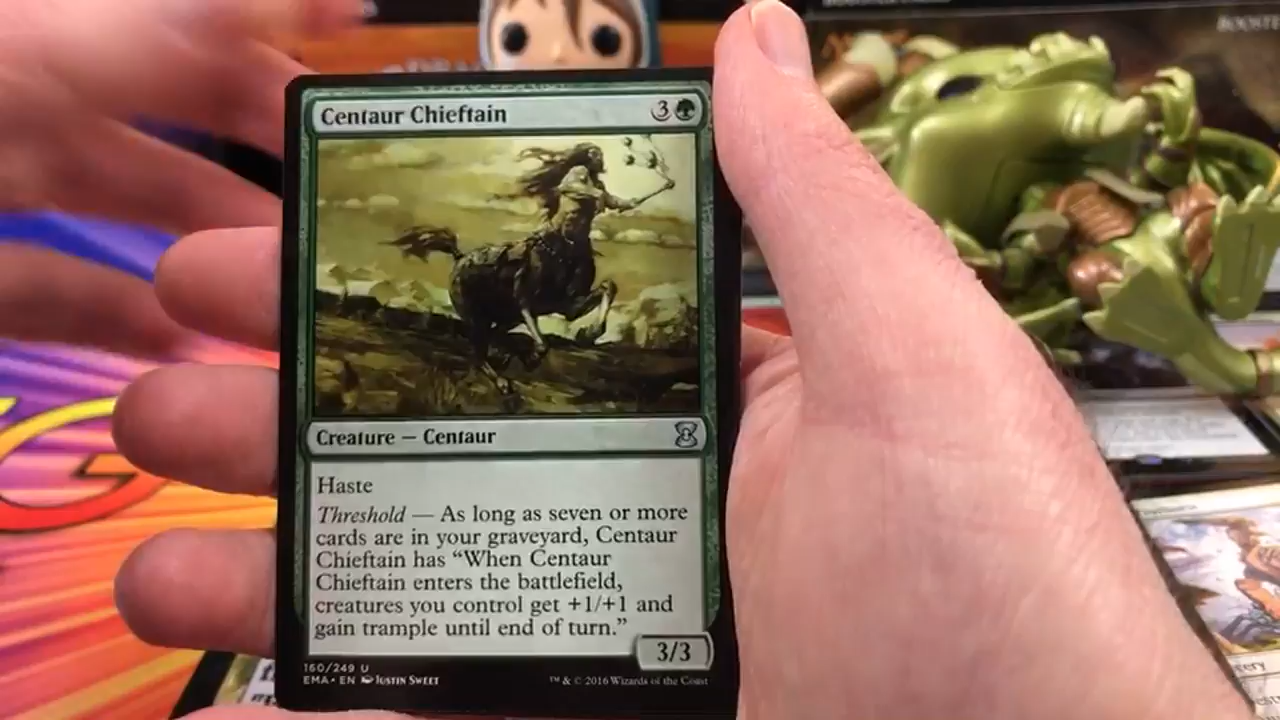 Centaur Chieftain 3
Creature — Centaur
Haste
Threshold — As long as seven or more
cards are in your graveyard, Centaur
Chieftain has “When Centaur
Chieftain enters the battlefield,
creatures you control get +1/+1 and
gain trample until end of turn.”
3/3
160/249 U
EMA • EN Justin Sweet
™ & © 2016 Wizards of the Coast